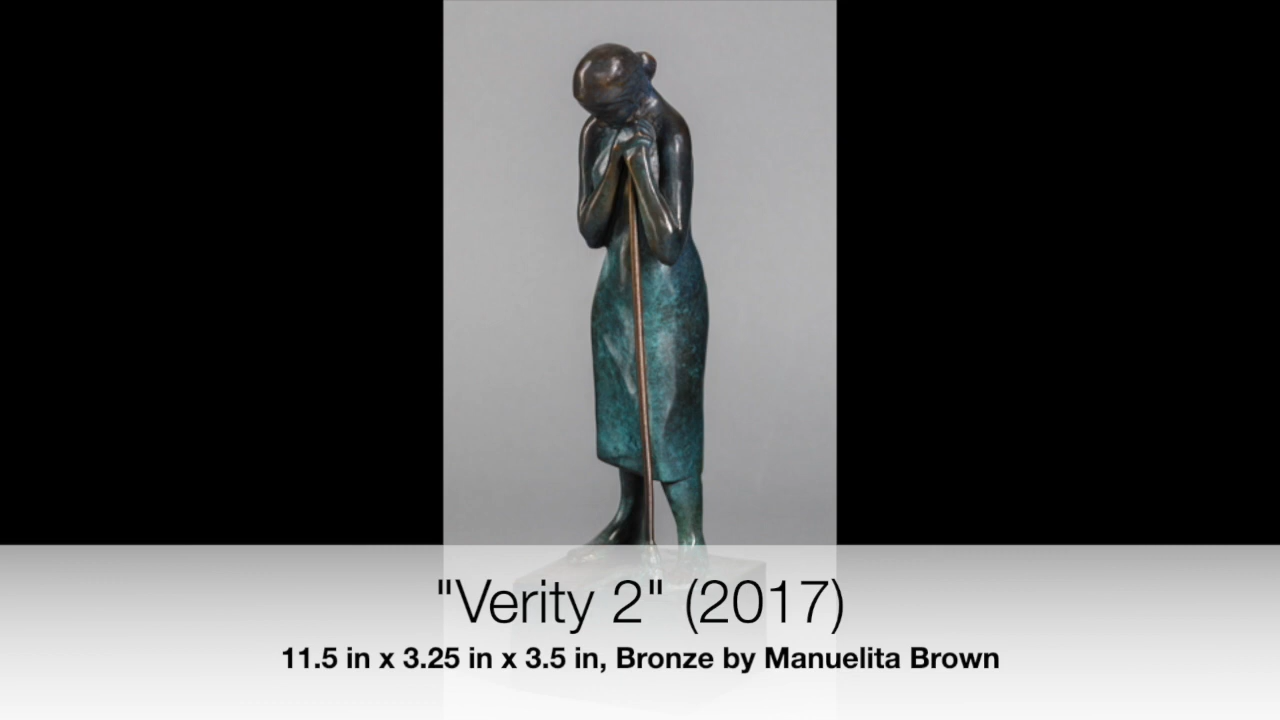 "Verity 2" (2017)
11.5 in x 3.25 in x 3.5 in, Bronze by Manuelita Brown